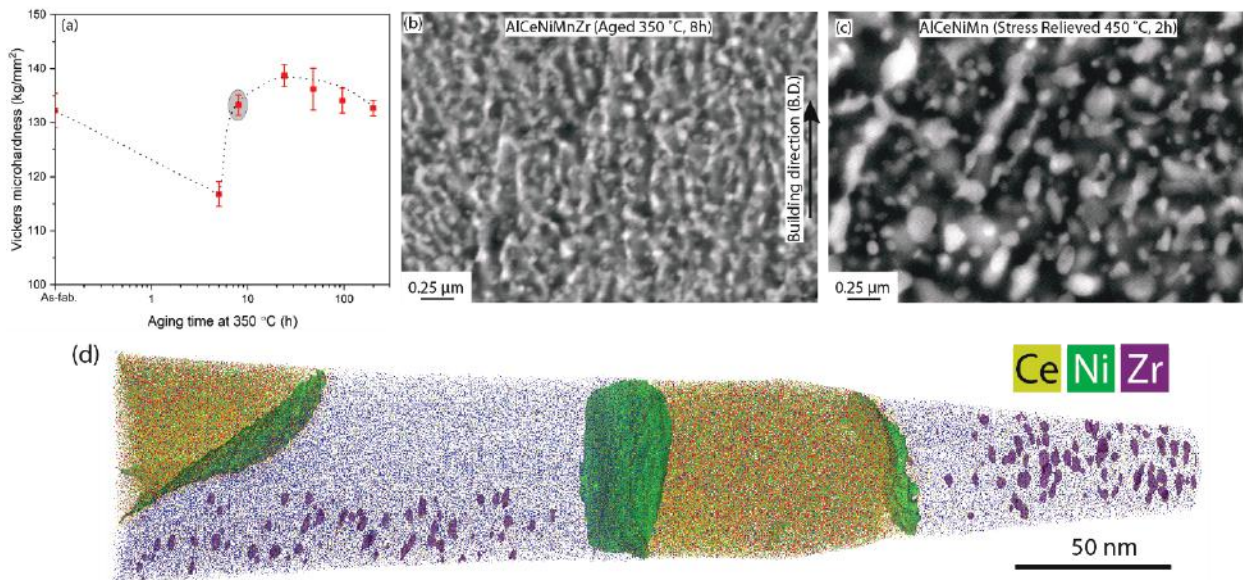 (a)
150
140
130
120
110
100
Vickers microhardness (kg/mm²)
As-fab.
1
10
100
Aging time at 350 °C (h)
(b)
AlCeNiMnZr (Aged 350 °C, 8h)
Building direction (B.D.)
0.25 μm
(c)
AlCeNiMn (Stress Relieved 450 °C, 2h)
0.25 μm
(d)
Ce Ni Zr
50 nm